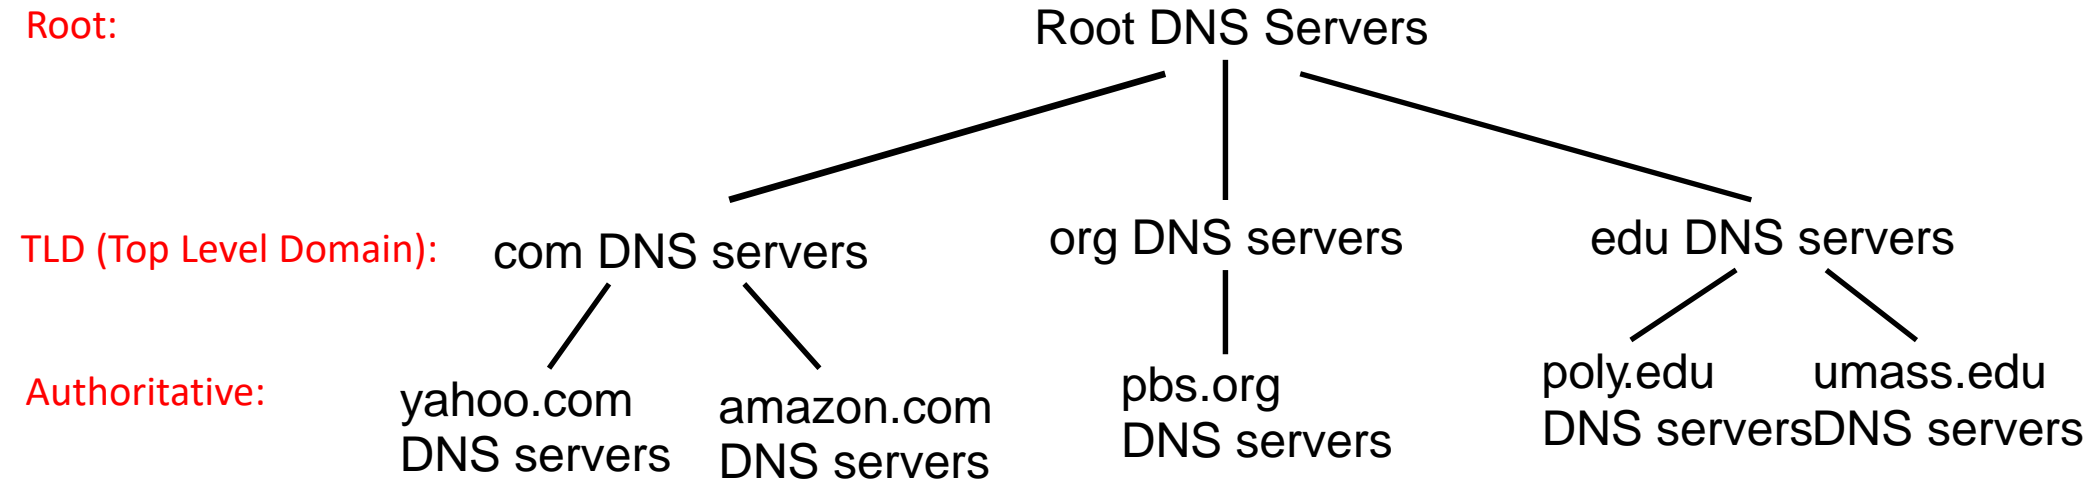 Root:
Root DNS Servers
TLD (Top Level Domain):
com DNS servers
org DNS servers
edu DNS servers
Authoritative:
yahoo.com
DNS servers
amazon.com
DNS servers
pbs.org
DNS servers
poly.edu
DNS servers
umass.edu
DNS servers